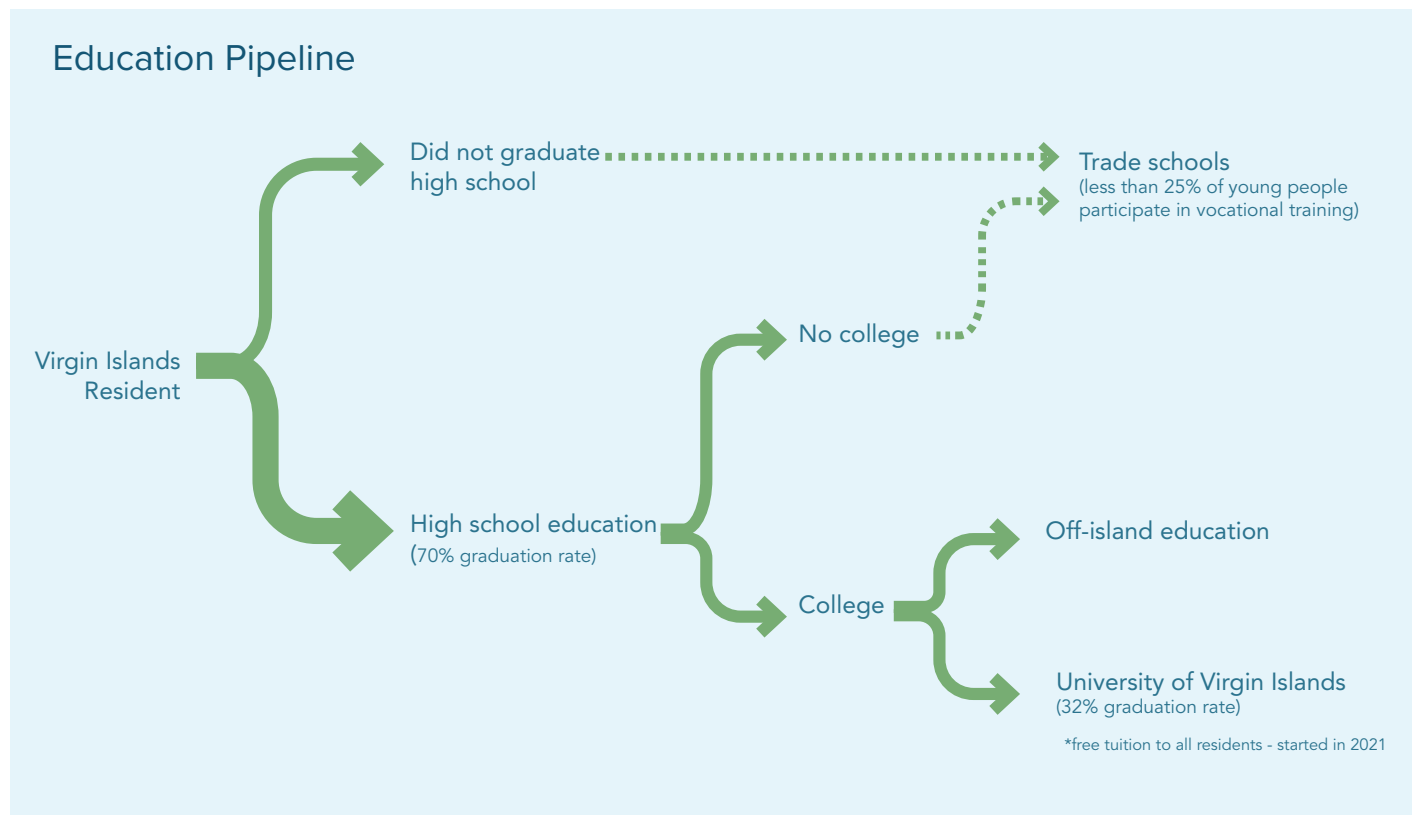 Education Pipeline
Did not graduate
high school
Trade schools
(less than 25% of young people
participate in vocational training)
Virgin Islands
Resident
No college
High school education
(70% graduation rate)
Off-island education
College
University of Virgin Islands
(32% graduation rate)
*free tuition to all residents - started in 2021